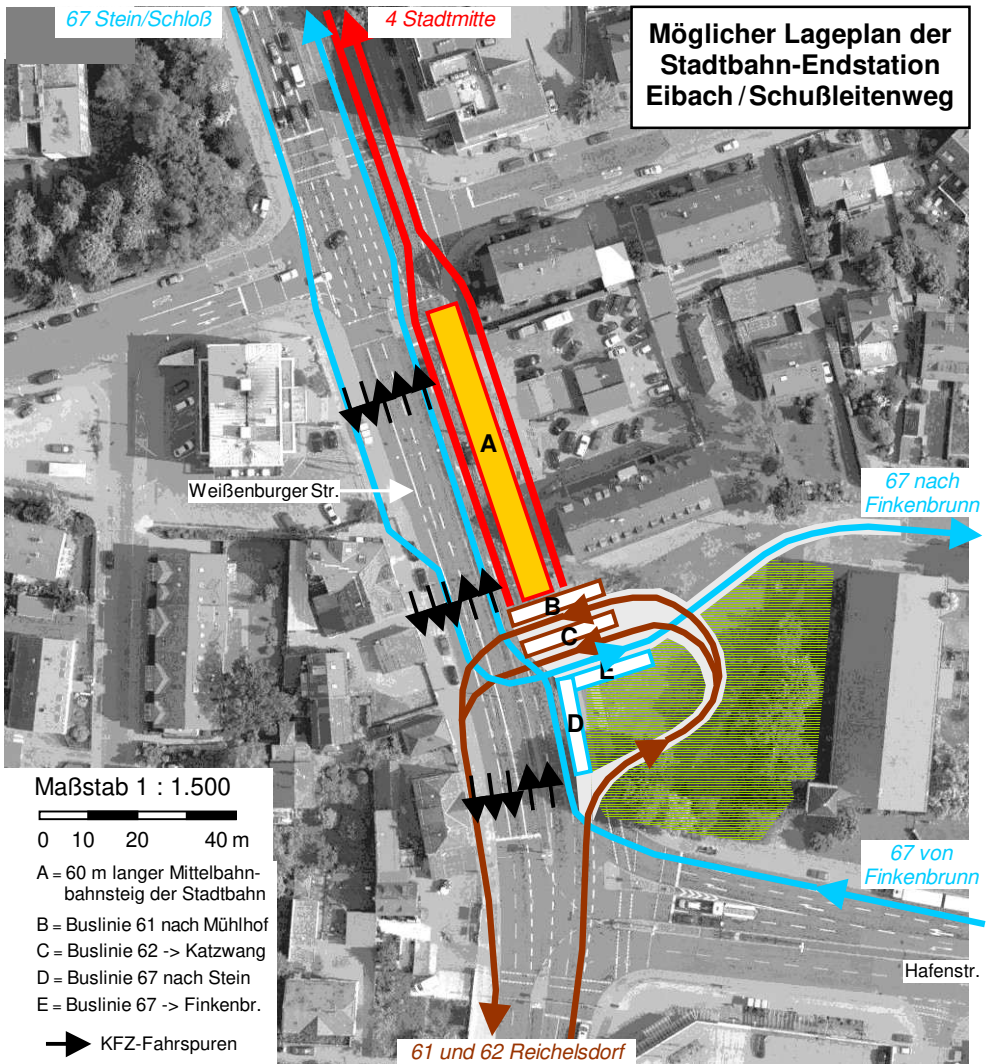 67 Stein/Schloß
4 Stadtmitte
Möglicher Lageplan der
Stadtbahn-Endstation
Eibach / Schußleitenweg
A
Weißenburger Str.
67 nach
Finkenbrunn
B
C
E
D
Maßstab 1 : 1.500
0 10 20 40 m
A = 60 m langer Mittelbahn-
bahnsteig der Stadtbahn
B = Buslinie 61 nach Mühlhof
C = Buslinie 62 -> Katzwang
D = Buslinie 67 nach Stein
E = Buslinie 67 -> Finkenbr.
KFZ-Fahrspuren
67 von
Finkenbrunn
Hafenstr.
61 und 62 Reichelsdorf